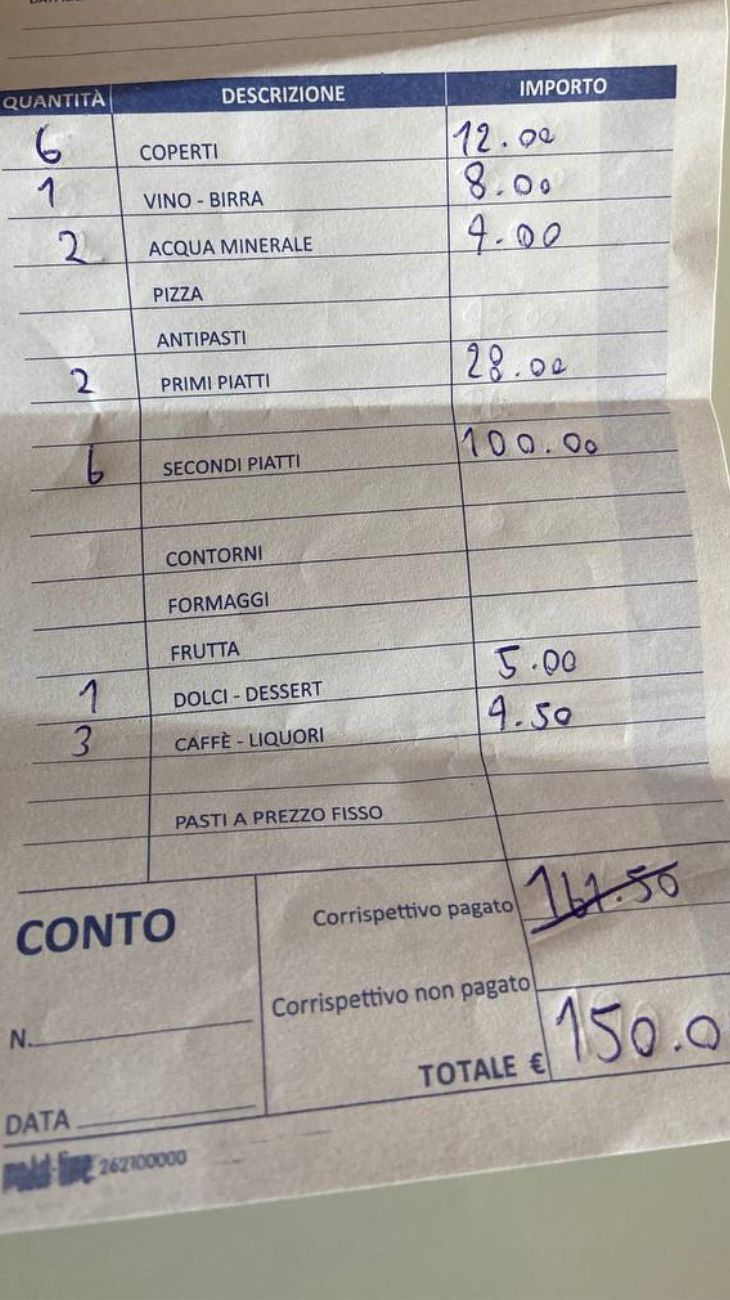 QUANTITÀ DESCRIZIONE IMPORTO
6 COPERTI 12.00
1 VINO - BIRRA 8.00
2 ACQUA MINERALE 4.00
PIZZA
ANTIPASTI
2 PRIMI PIATTI 28.00
6 SECONDI PIATTI 100.00
CONTORNI
FORMAGGI
FRUTTA
1 DOLCI - DESSERT 5.00
3 CAFFÈ - LIQUORI 4.50
PASTI A PREZZO FISSO
CONTO
Corrispettivo pagato 161.50
Corrispettivo non pagato
N.
TOTALE € 150.0
DATA
262100000